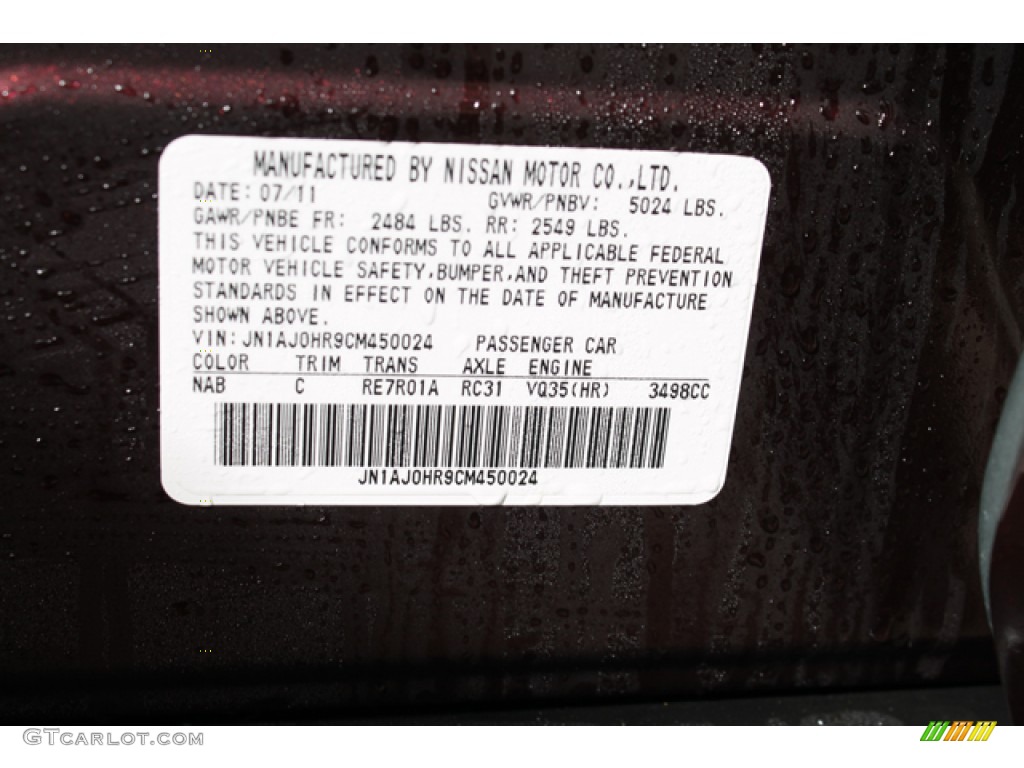 MANUFACTURED BY NISSAN MOTOR CO.,LTD.
DATE: 07/11 GVWR/PNBV: 5024 LBS.
GAWR/PNBE FR: 2484 LBS. RR: 2549 LBS.
THIS VEHICLE CONFORMS TO ALL APPLICABLE FEDERAL
MOTOR VEHICLE SAFETY,BUMPER,AND THEFT PREVENTION
STANDARDS IN EFFECT ON THE DATE OF MANUFACTURE
SHOWN ABOVE.
VIN:JN1AJ0HR9CM450024 PASSENGER CAR
COLOR TRIM TRANS AXLE ENGINE
NAB C RE7R01A RC31 VQ35(HR) 3498CC
JN1AJ0HR9CM450024
GTCARLOT.COM